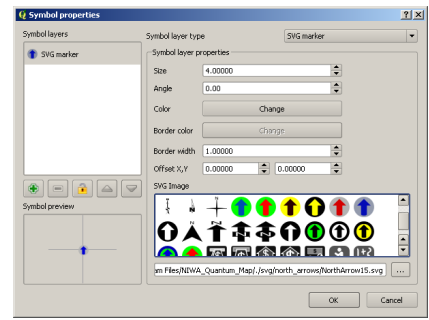 Symbol properties
Symbol layers
SVG marker
Symbol preview
Symbol layer type
SVG marker
Symbol layer properties
Size
4.00000
Angle
0.00
Color
Change
Border color
Change
Border width
1.00000
Offset X,Y
0.00000
0.00000
SVG Image
am Files/NIWA_Quantum_Map/./svg/north_arrows/NorthArrow15.svg
...
OK
Cancel